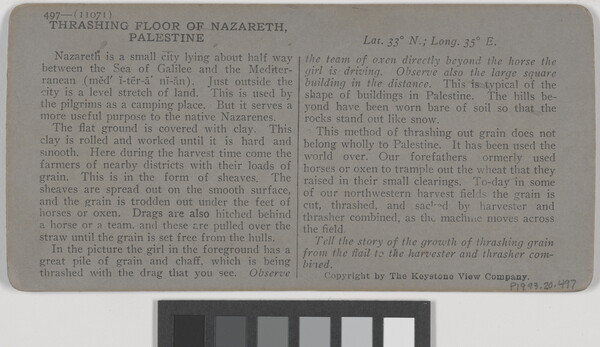 497—(11071)
THRASHING FLOOR OF NAZARETH,
PALESTINE
Nazareth is a small city lying about half way
between the Sea of Galilee and the Mediter-
ranean (mĕd' ĭ-tĕr-ā' nĭ-ăn). Just outside the
city is a level stretch of land. This is used by
the pilgrims as a camping place. But it serves a
more useful purpose to the native Nazarenes.
The flat ground is covered with clay. This
clay is rolled and worked until it is hard and
smooth. Here during the harvest time come the
farmers of nearby districts with their loads of
grain. This is in the form of sheaves. The
sheaves are spread out on the smooth surface,
and the grain is trodden out under the feet of
horses or oxen. Drags are also hitched behind
a horse or a team, and these are pulled over the
straw until the grain is set free from the hulls.
In the picture the girl in the foreground has a
great pile of grain and chaff, which is being
thrashed with the drag that you see. Observe
Lat. 33° N.; Long. 35° E.
the team of oxen directly beyond the horse the
girl is driving. Observe also the large square
building in the distance. This is typical of the
shape of buildings in Palestine. The hills be-
yond have been worn bare of soil so that the
rocks stand out like snow.
This method of thrashing out grain does not
belong wholly to Palestine. It has been used the
world over. Our forefathers ormerly used
horses or oxen to trample out the wheat that they
raised in their small clearings. To-day in some
of our northwestern harvest fields the grain is
cut, thrashed, and sacked by harvester and
thrasher combined, as the machine moves across
the field.
Tell the story of the growth of thrashing grain
from the flail to the harvester and thrasher com-
bined.
Copyright by The Keystone View Company.
P1993.20.497